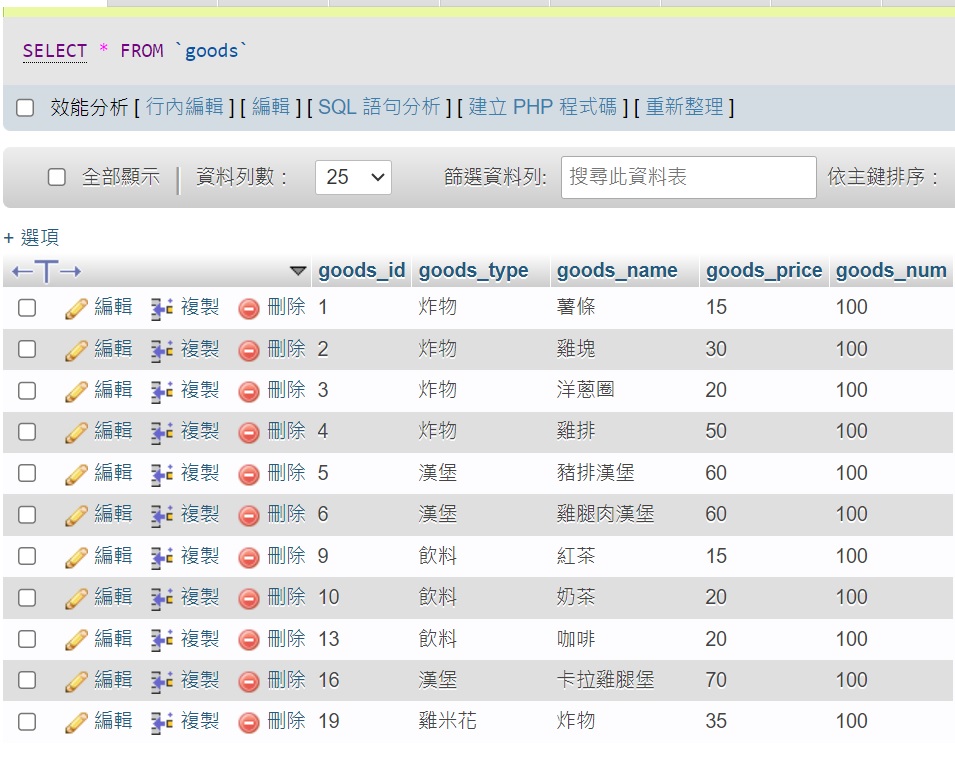 SELECT * FROM `goods`
效能分析 [ 行內編輯 ] [ 編輯 ] [ SQL 語句分析 ] [ 建立 PHP 程式碼 ] [ 重新整理 ]
全部顯示 | 資料列數： 25 篩選資料列: 搜尋此資料表 依主鍵排序：
+ 選項
←T→ goods_id goods_type goods_name goods_price goods_num
編輯 複製 刪除 1 炸物 薯條 15 100
編輯 複製 刪除 2 炸物 雞塊 30 100
編輯 複製 刪除 3 炸物 洋蔥圈 20 100
編輯 複製 刪除 4 炸物 雞排 50 100
編輯 複製 刪除 5 漢堡 豬排漢堡 60 100
編輯 複製 刪除 6 漢堡 雞腿肉漢堡 60 100
編輯 複製 刪除 9 飲料 紅茶 15 100
編輯 複製 刪除 10 飲料 奶茶 20 100
編輯 複製 刪除 13 飲料 咖啡 20 100
編輯 複製 刪除 16 漢堡 卡拉雞腿堡 70 100
編輯 複製 刪除 19 雞米花 炸物 35 100